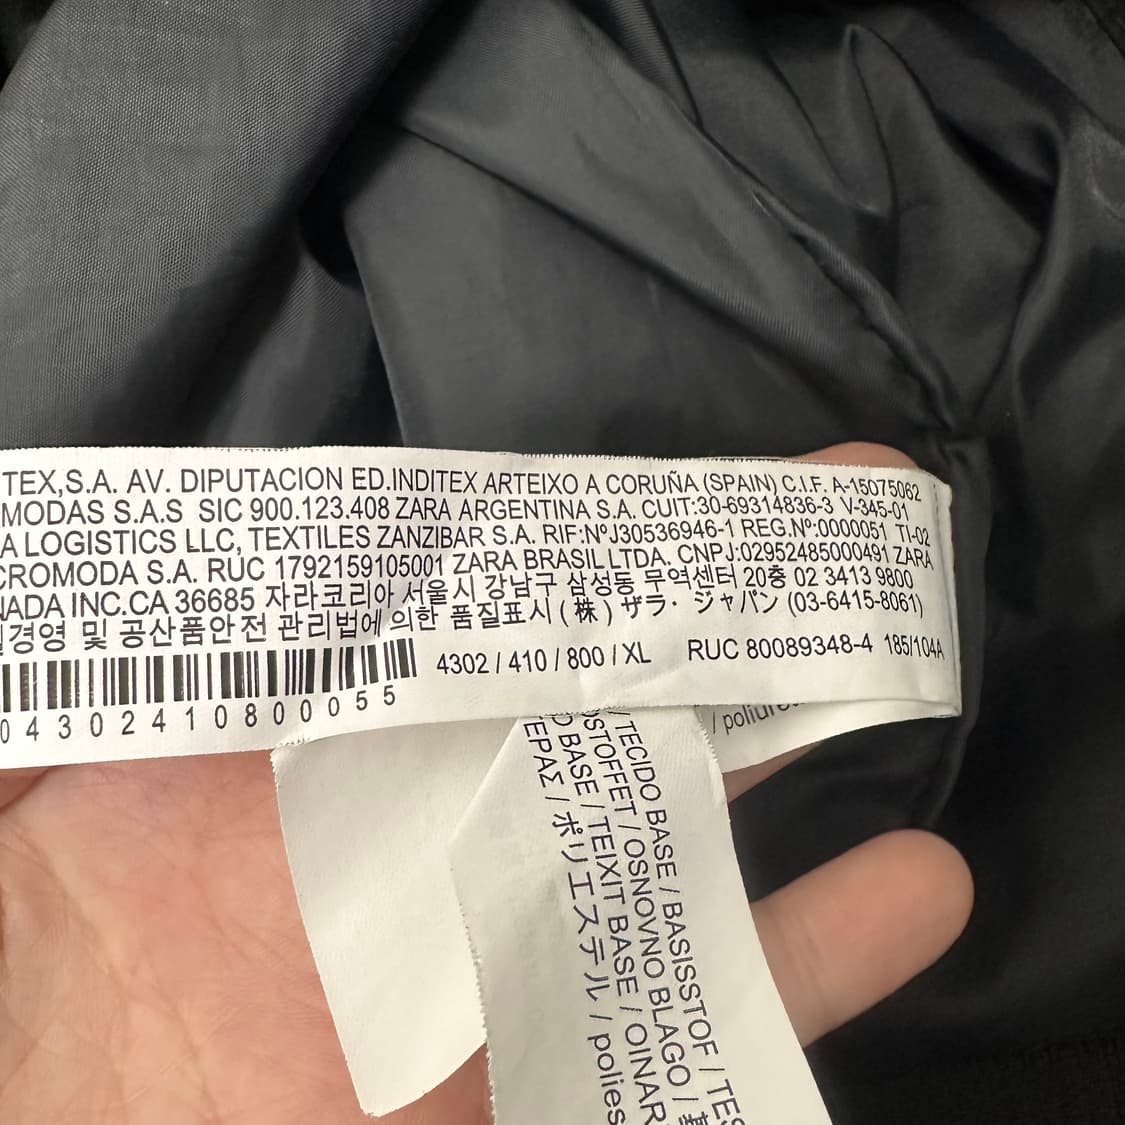 TEX,S.A. AV. DIPUTACION ED.INDITEX ARTEIXO A CORUÑA (SPAIN) C.I.F. A-15075062
MODAS S.A.S SIC 900.123.408 ZARA ARGENTINA S.A. CUIT:30-69314836-3 V-345-01
A LOGISTICS LLC, TEXTILES ZANZIBAR S.A. RIF:NºJ30536946-1 REG.Nº:0000051 TI-02
CROMODA S.A. RUC 1792159105001 ZARA BRASIL LTDA. CNPJ:02952485000491 ZARA
NADA INC.CA 36685 자라코리아 서울시 강남구 삼성동 무역센터 20층 02 3413 9800
경영 및 공산품안전 관리법에 의한 품질표시 (株) ザラ・ジャパン (03-6415-8061)
4302 / 410 / 800 / XL RUC 80089348-4 185/104A
04302410800055
/ poliure
/ TECIDO BASE / BASISSTOF / TES
STOFFET / OSNOVNO BLAGO /
BASE / TEIXIT BASE / OINAR
ΤΕΡΑΣ / ポリエステル / polies